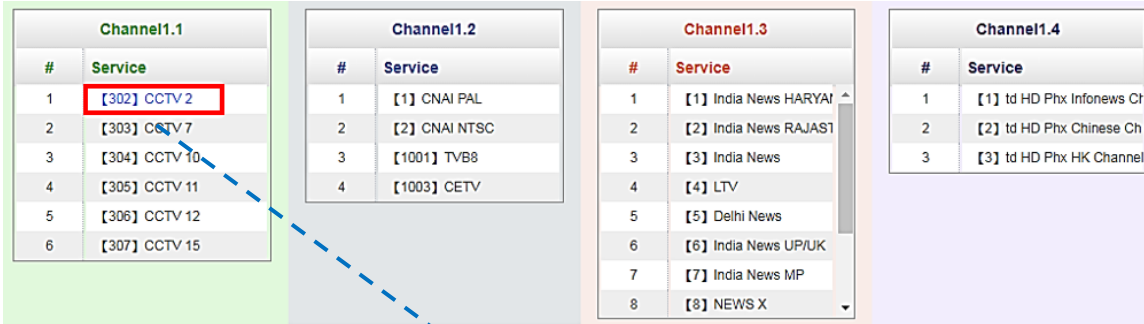 Channel1.1
# Service
1 【302】 CCTV 2
2 【303】 CCTV 7
3 【304】 CCTV 10
4 【305】 CCTV 11
5 【306】 CCTV 12
6 【307】 CCTV 15
Channel1.2
# Service
1 【1】 CNAI PAL
2 【2】 CNAI NTSC
3 【1001】 TVB8
4 【1003】 CETV
Channel1.3
# Service
1 【1】 India News HARYAN
2 【2】 India News RAJAST
3 【3】 India News
4 【4】 LTV
5 【5】 Delhi News
6 【6】 India News UP/UK
7 【7】 India News MP
8 【8】 NEWS X
Channel1.4
# Service
1 【1】 td HD Phx Infonews Ch
2 【2】 td HD Phx Chinese Ch
3 【3】 td HD Phx HK Channel